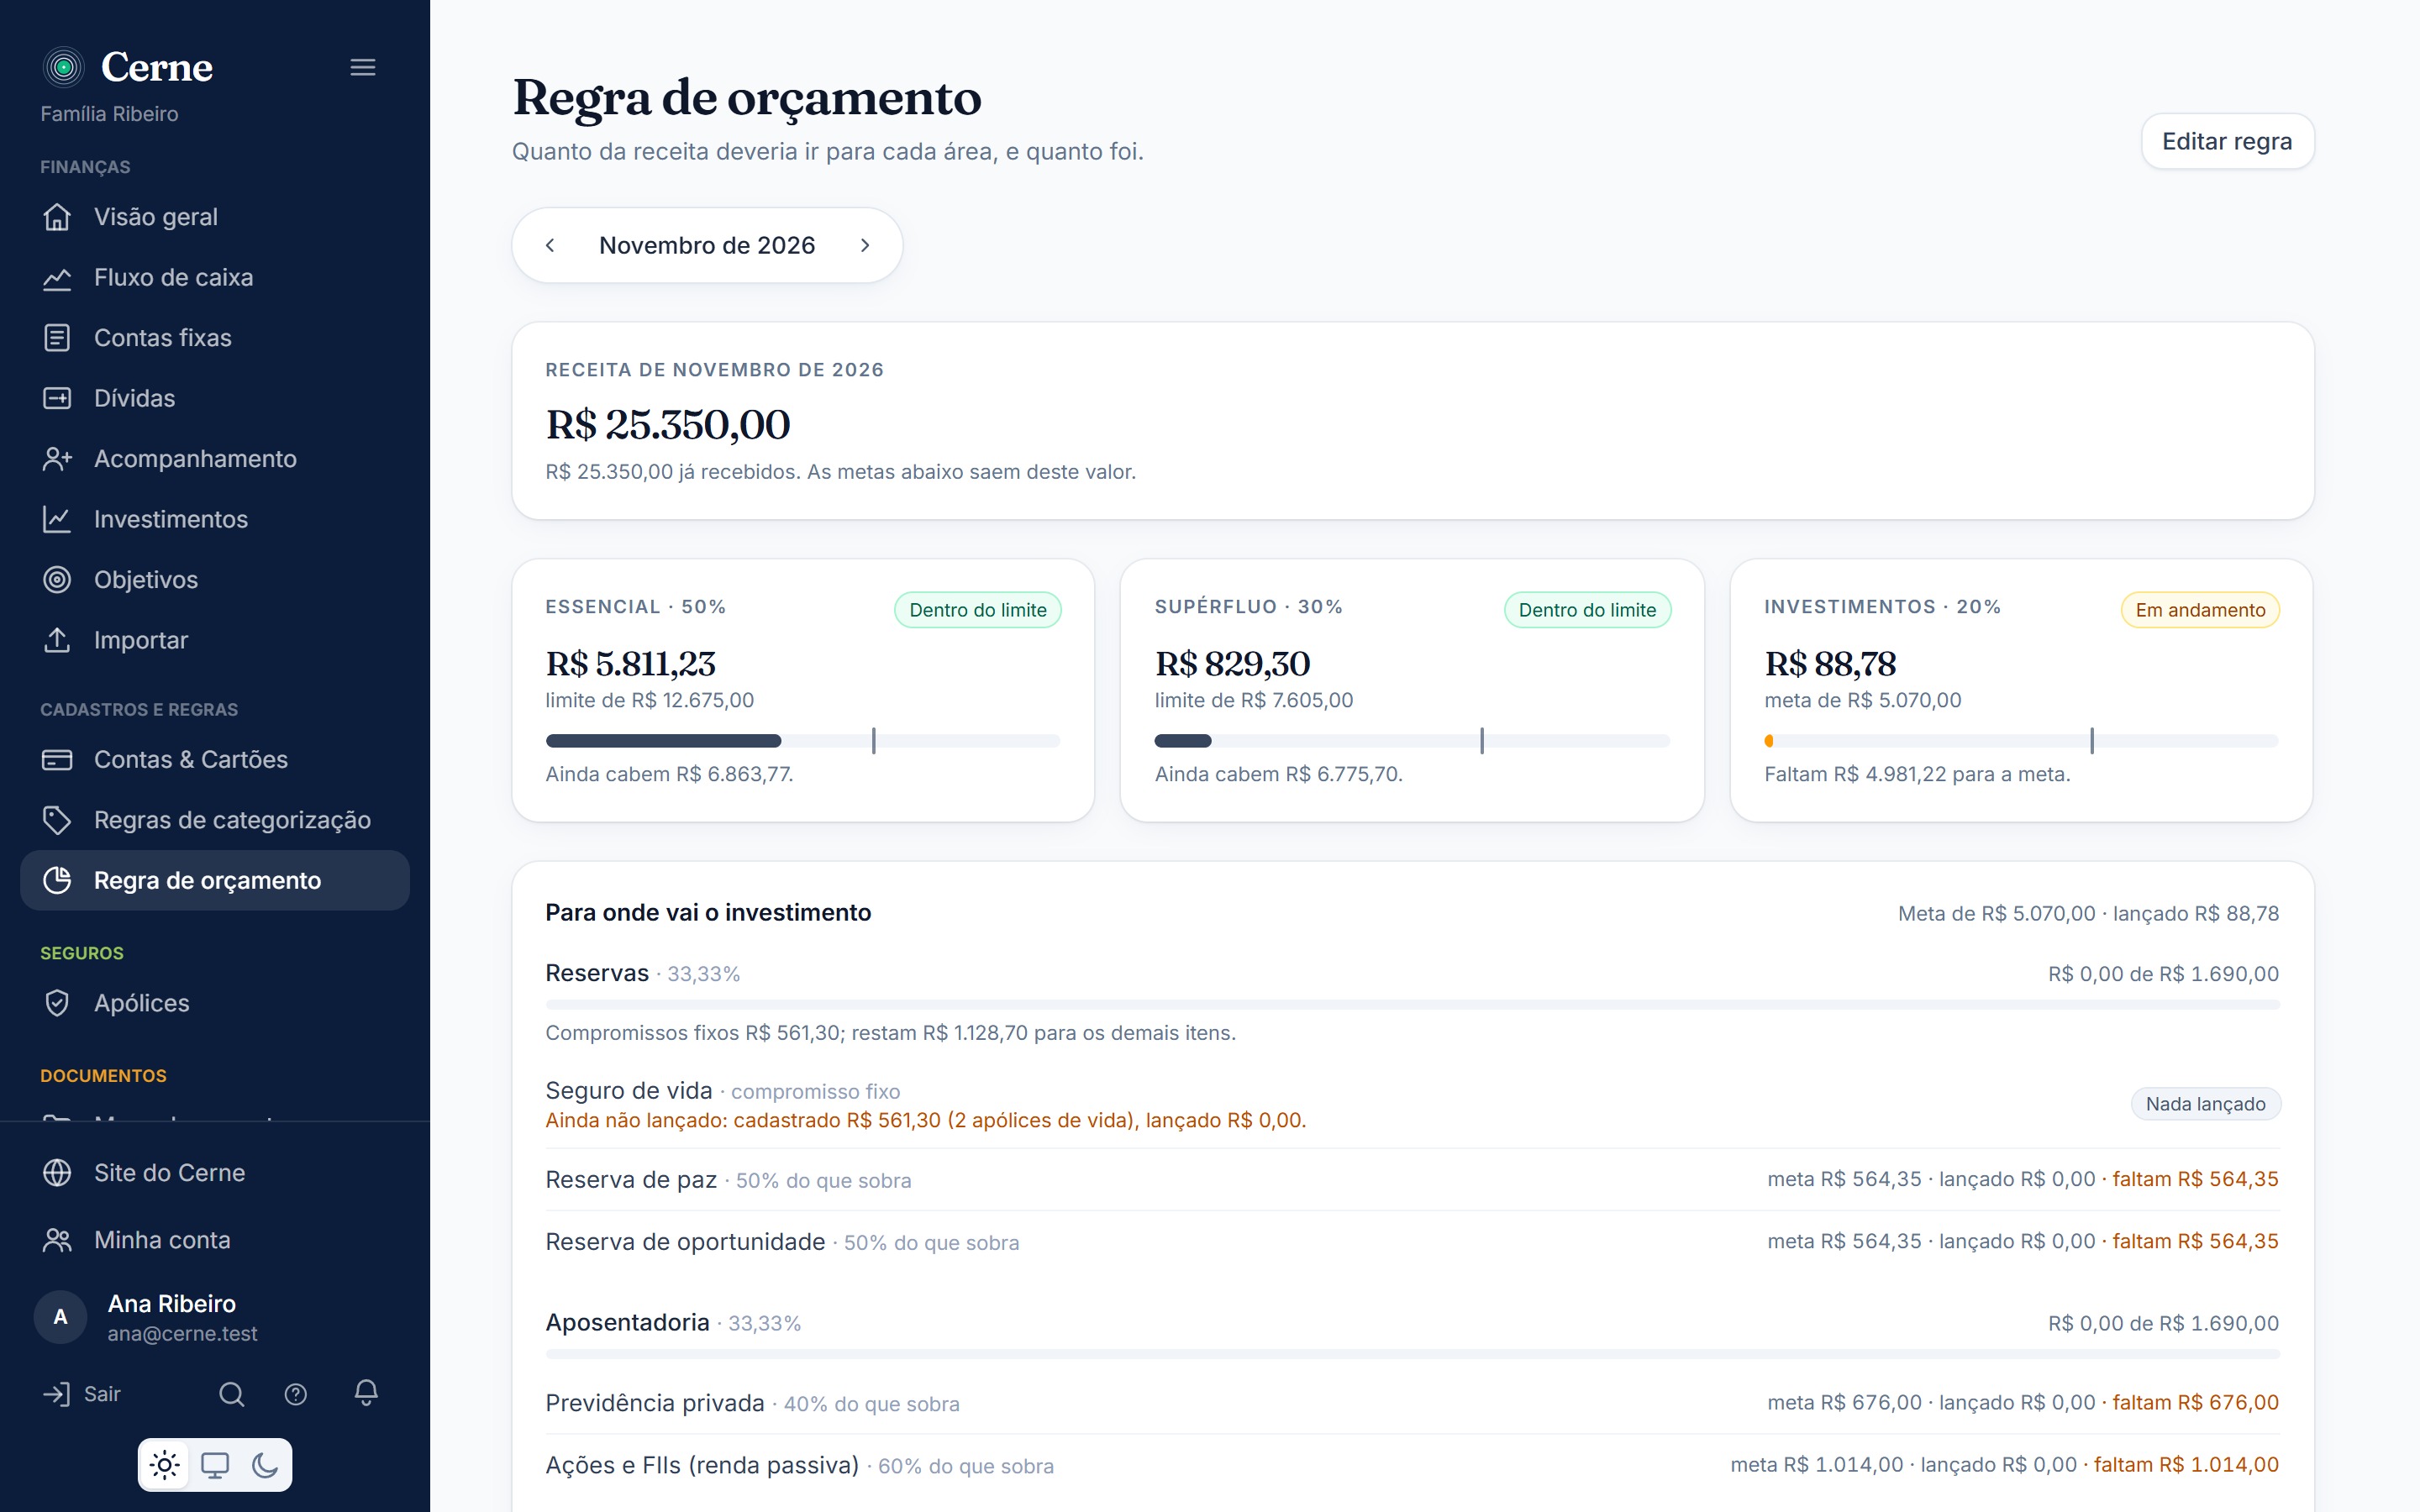 Cerne
Família Ribeiro
FINANÇAS
Visão geral
Fluxo de caixa
Contas fixas
Dívidas
Acompanhamento
Investimentos
Objetivos
Importar
CADASTROS E REGRAS
Contas & Cartões
Regras de categorização
Regra de orçamento
SEGUROS
Apólices
DOCUMENTOS
Site do Cerne
Minha conta
A
Ana Ribeiro
ana@cerne.test
Sair
Regra de orçamento
Quanto da receita deveria ir para cada área, e quanto foi.
Editar regra
Novembro de 2026
RECEITA DE NOVEMBRO DE 2026
R$ 25.350,00
R$ 25.350,00 já recebidos. As metas abaixo saem deste valor.
ESSENCIAL · 50%
Dentro do limite
R$ 5.811,23
limite de R$ 12.675,00
Ainda cabem R$ 6.863,77.
SUPÉRFLUO · 30%
Dentro do limite
R$ 829,30
limite de R$ 7.605,00
Ainda cabem R$ 6.775,70.
INVESTIMENTOS · 20%
Em andamento
R$ 88,78
meta de R$ 5.070,00
Faltam R$ 4.981,22 para a meta.
Para onde vai o investimento
Meta de R$ 5.070,00 · lançado R$ 88,78
Reservas · 33,33%
R$ 0,00 de R$ 1.690,00
Compromissos fixos R$ 561,30; restam R$ 1.128,70 para os demais itens.
Seguro de vida · compromisso fixo
Ainda não lançado: cadastrado R$ 561,30 (2 apólices de vida), lançado R$ 0,00.
Nada lançado
Reserva de paz · 50% do que sobra
meta R$ 564,35 · lançado R$ 0,00 · faltam R$ 564,35
Reserva de oportunidade · 50% do que sobra
meta R$ 564,35 · lançado R$ 0,00 · faltam R$ 564,35
Aposentadoria · 33,33%
R$ 0,00 de R$ 1.690,00
Previdência privada · 40% do que sobra
meta R$ 676,00 · lançado R$ 0,00 · faltam R$ 676,00
Ações e FIIs (renda passiva) · 60% do que sobra
meta R$ 1.014,00 · lançado R$ 0,00 · faltam R$ 1.014,00